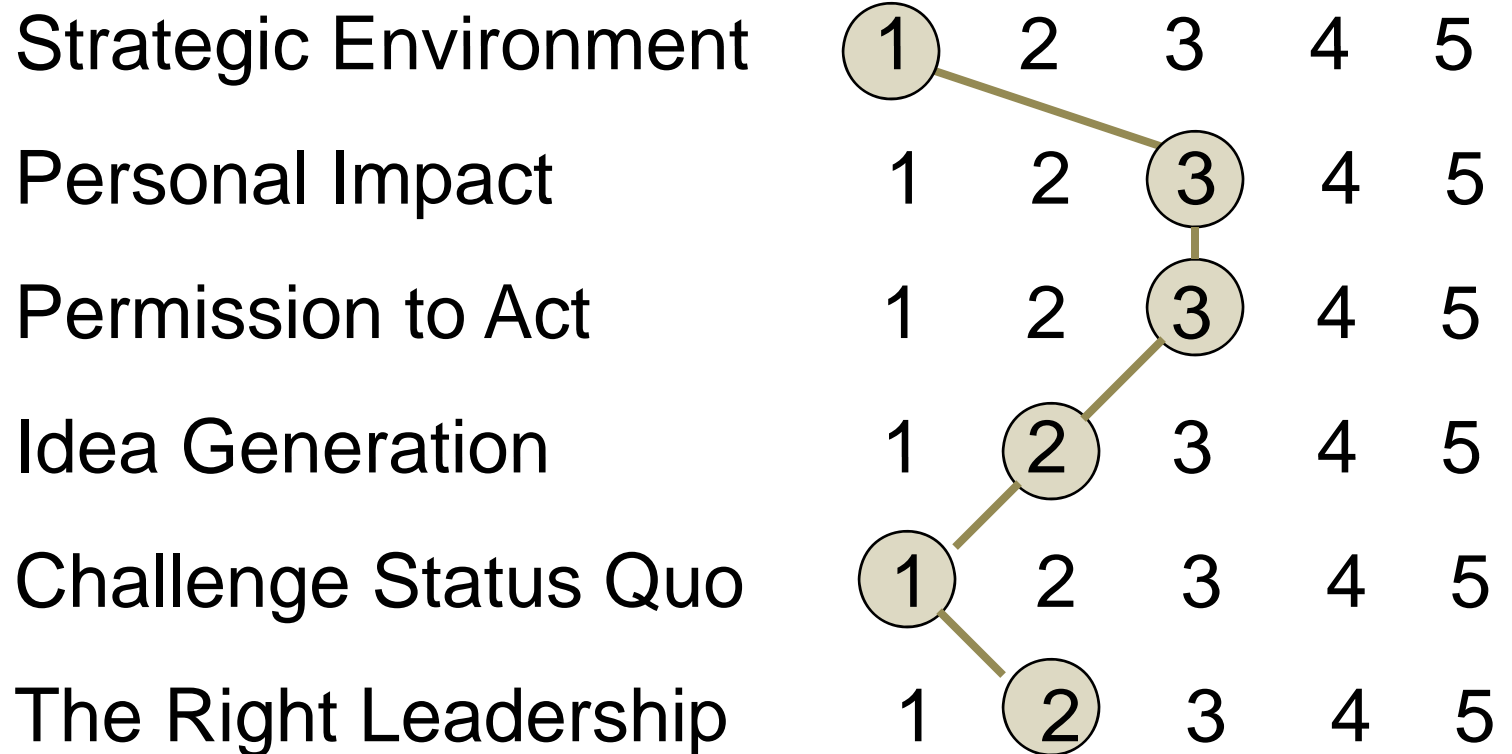 Strategic Environment 1 2 3 4 5
Personal Impact 1 2 3 4 5
Permission to Act 1 2 3 4 5
Idea Generation 1 2 3 4 5
Challenge Status Quo 1 2 3 4 5
The Right Leadership 1 2 3 4 5